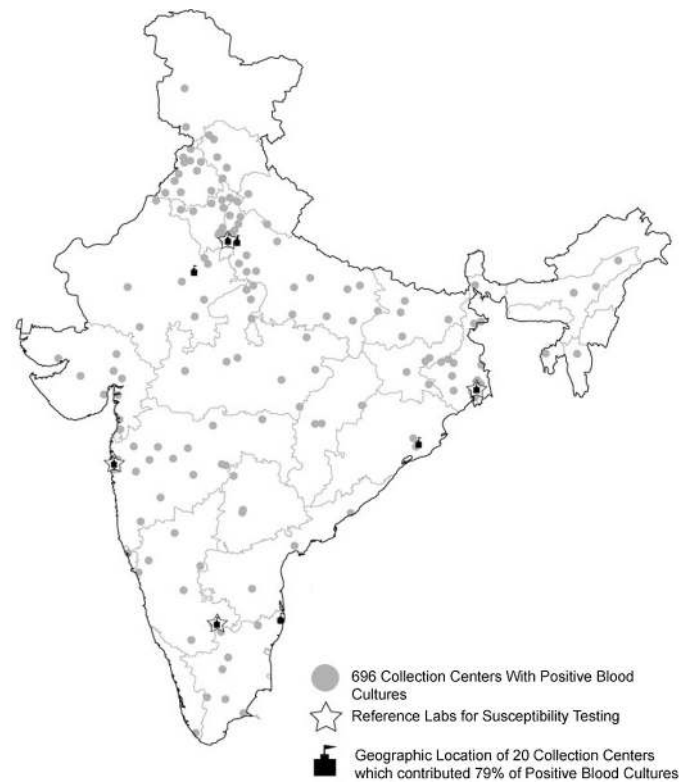 696 Collection Centers With Positive Blood
Cultures
Reference Labs for Susceptibility Testing
Geographic Location of 20 Collection Centers
which contributed 79% of Positive Blood Cultures